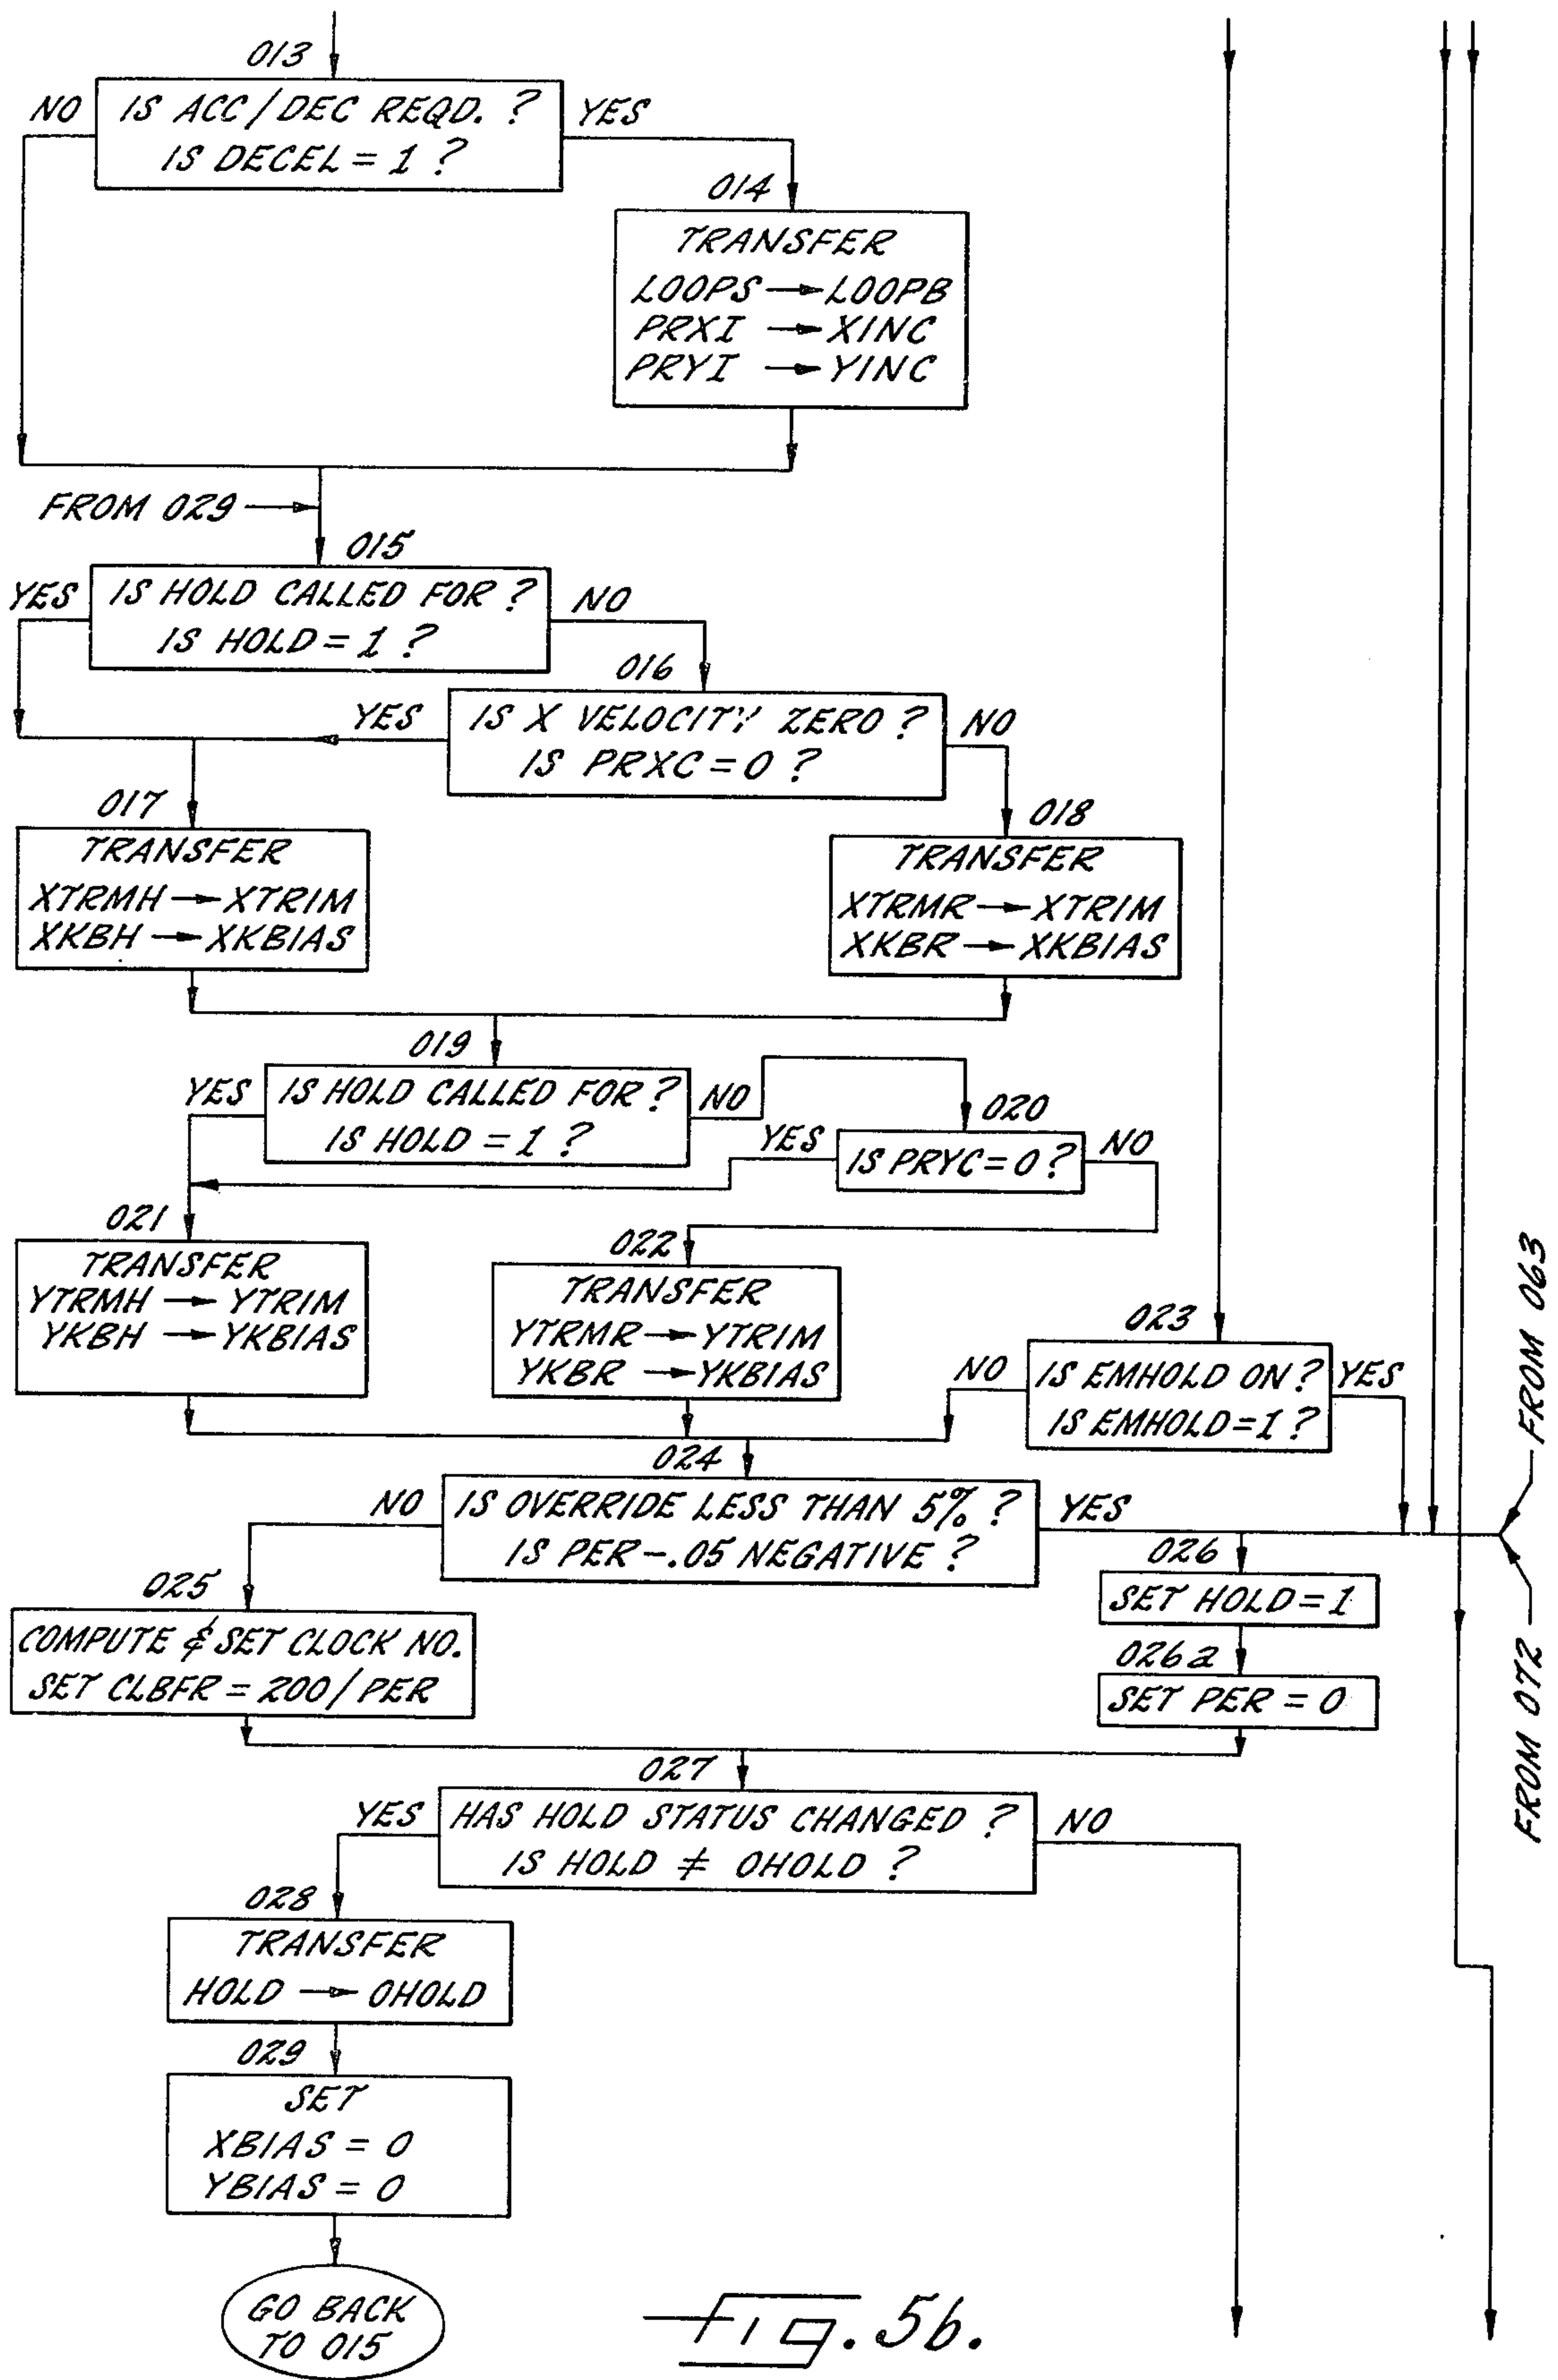 013
NO
IS ACC/DEC REQD. ?
IS DECEL = 1 ?
YES
014
TRANSFER
LOOPS → LOOPB
PRXI → XINC
PRYI → YINC
FROM 029
015
YES
IS HOLD CALLED FOR ?
IS HOLD = 1 ?
NO
016
YES
IS X VELOCITY ZERO ?
IS PRXC = 0 ?
NO
017
TRANSFER
XTRMH → XTRIM
XKBH → XKBIAS
018
TRANSFER
XTRMR → XTRIM
XKBR → XKBIAS
019
YES
IS HOLD CALLED FOR ?
IS HOLD = 1 ?
NO
020
YES
IS PRYC = 0 ?
NO
021
TRANSFER
YTRMH → YTRIM
YKBH → YKBIAS
022
TRANSFER
YTRMR → YTRIM
YKBR → YKBIAS
023
NO
IS EMHOLD ON ?
IS EMHOLD = 1 ?
YES
FROM 063
024
NO
IS OVERRIDE LESS THAN 5% ?
IS PER -.05 NEGATIVE ?
YES
025
COMPUTE & SET CLOCK NO.
SET CLBFR = 200 / PER
026
SET HOLD = 1
026a
SET PER = 0
FROM 072
027
YES
HAS HOLD STATUS CHANGED ?
IS HOLD ≠ OHOLD ?
NO
028
TRANSFER
HOLD → OHOLD
029
SET
XBIAS = 0
YBIAS = 0
GO BACK
TO 015
Fig. 5b.